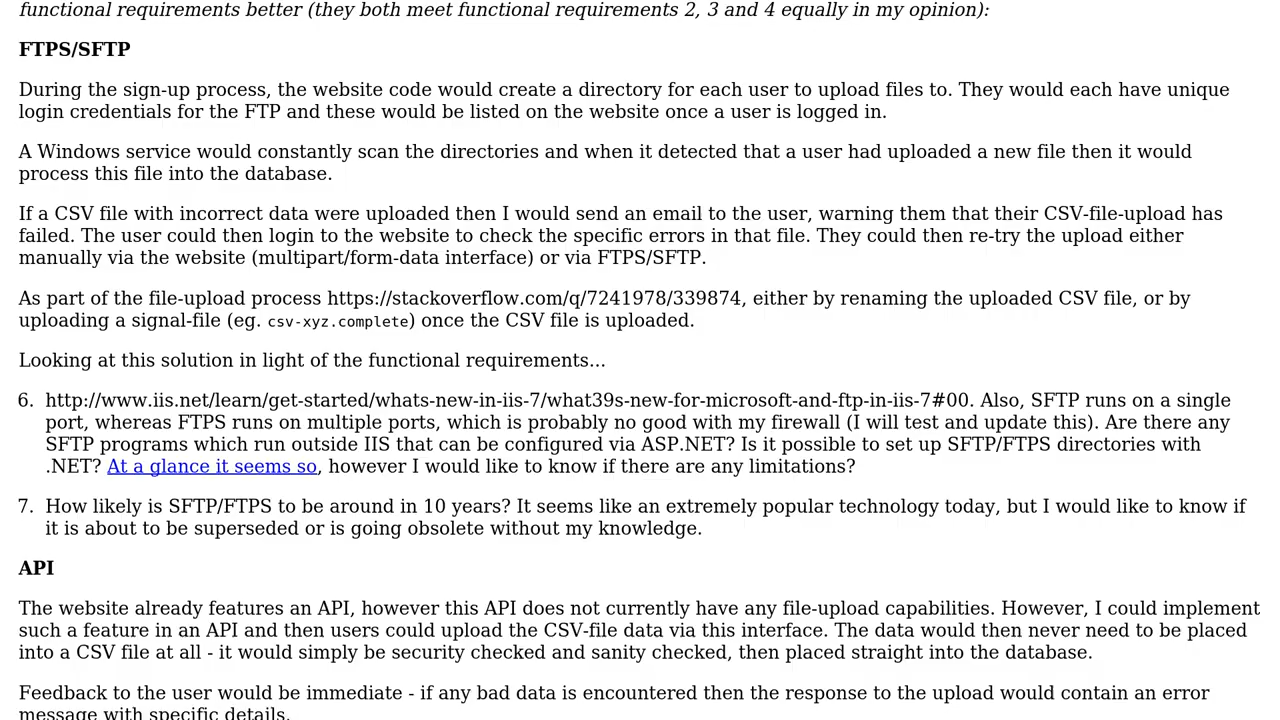 functional requirements better (they both meet functional requirements 2, 3 and 4 equally in my opinion):
FTPS/SFTP
During the sign-up process, the website code would create a directory for each user to upload files to. They would each have unique
login credentials for the FTP and these would be listed on the website once a user is logged in.
A Windows service would constantly scan the directories and when it detected that a user had uploaded a new file then it would
process this file into the database.
If a CSV file with incorrect data were uploaded then I would send an email to the user, warning them that their CSV-file-upload has
failed. The user could then login to the website to check the specific errors in that file. They could then re-try the upload either
manually via the website (multipart/form-data interface) or via FTPS/SFTP.
As part of the file-upload process https://stackoverflow.com/q/7241978/339874, either by renaming the uploaded CSV file, or by
uploading a signal-file (eg. csv-xyz.complete) once the CSV file is uploaded.
Looking at this solution in light of the functional requirements...
6. http://www.iis.net/learn/get-started/whats-new-in-iis-7/what39s-new-for-microsoft-and-ftp-in-iis-7#00. Also, SFTP runs on a single
port, whereas FTPS runs on multiple ports, which is probably no good with my firewall (I will test and update this). Are there any
SFTP programs which run outside IIS that can be configured via ASP.NET? Is it possible to set up SFTP/FTPS directories with
.NET? At a glance it seems so, however I would like to know if there are any limitations?
7. How likely is SFTP/FTPS to be around in 10 years? It seems like an extremely popular technology today, but I would like to know if
it is about to be superseded or is going obsolete without my knowledge.
API
The website already features an API, however this API does not currently have any file-upload capabilities. However, I could implement
such a feature in an API and then users could upload the CSV-file data via this interface. The data would then never need to be placed
into a CSV file at all - it would simply be security checked and sanity checked, then placed straight into the database.
Feedback to the user would be immediate - if any bad data is encountered then the response to the upload would contain an error
message with specific details.